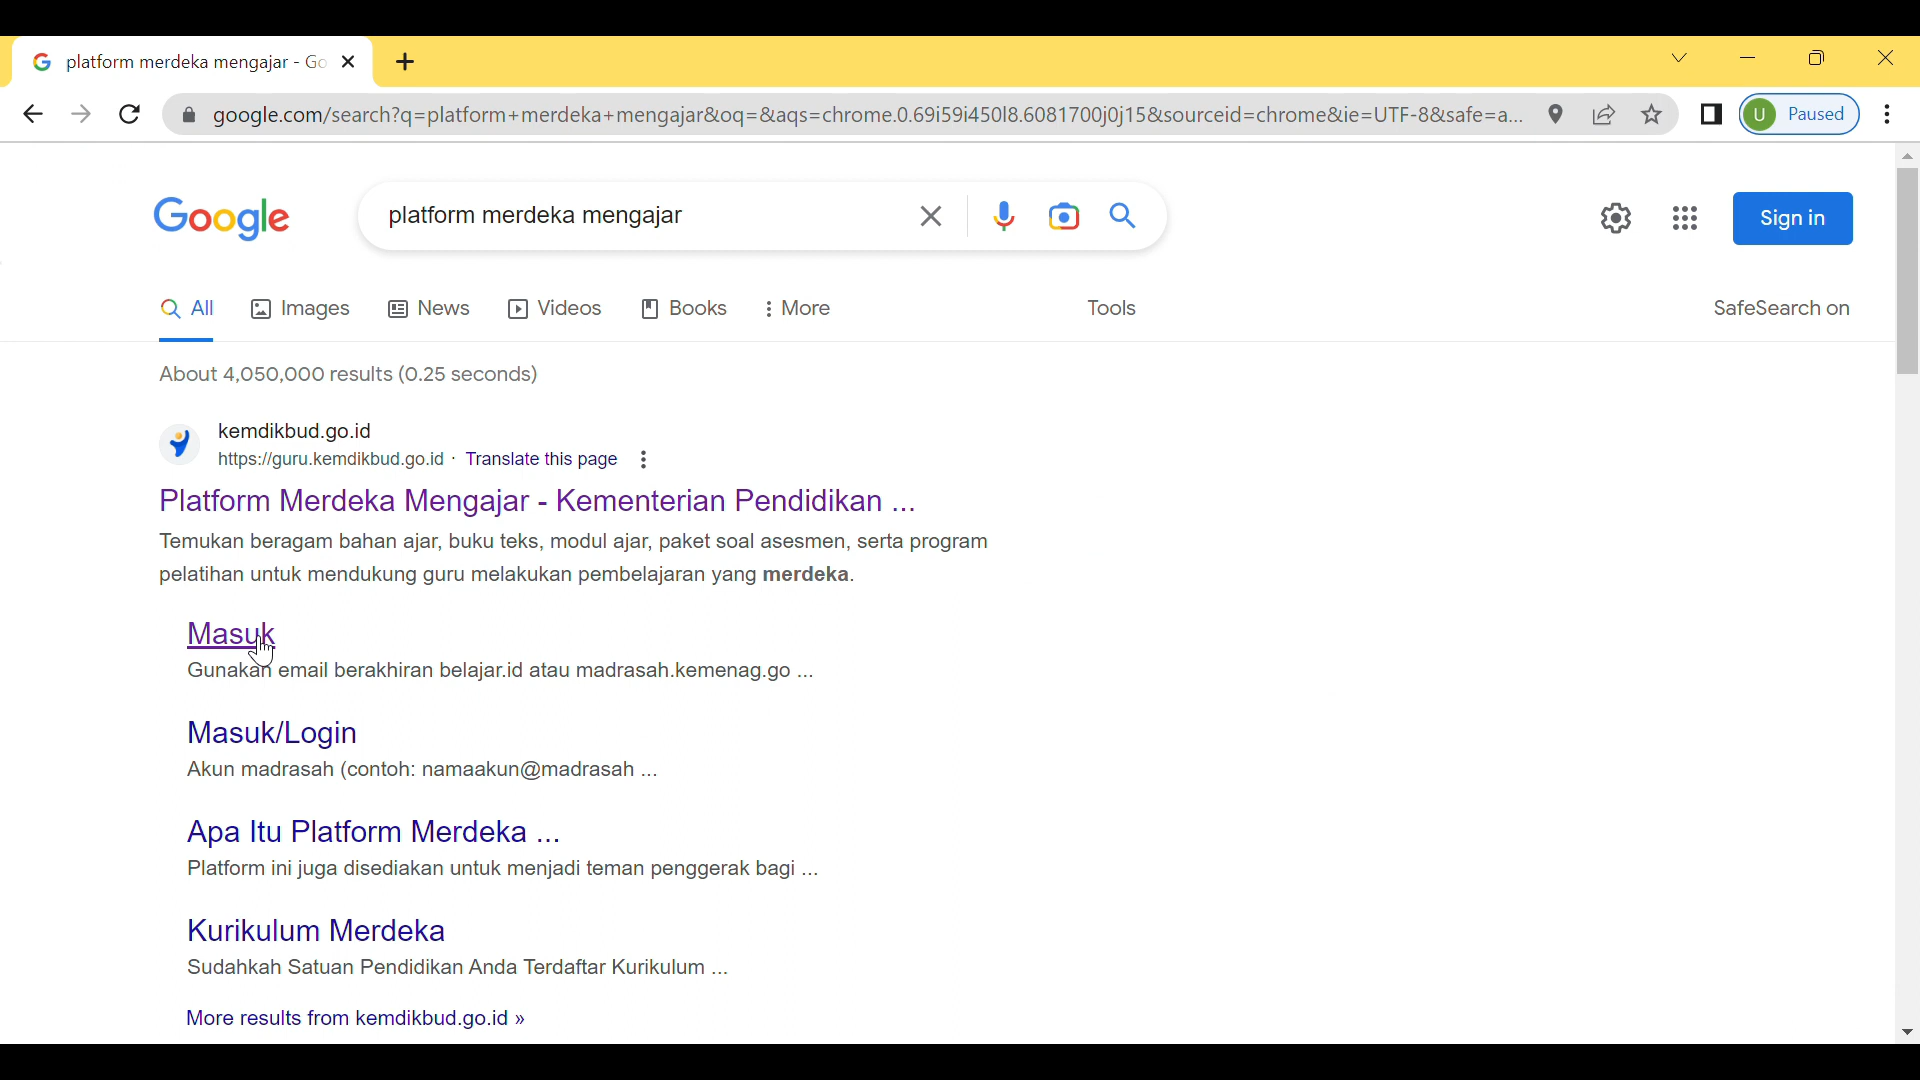 platform merdeka mengajar - Go
google.com/search?q=platform+merdeka+mengajar&oq=&aqs=chrome.0.69i59i450l8.6081700j0j15&sourceid=chrome&ie=UTF-8&safe=a...
U Paused
Google
platform merdeka mengajar
Sign in
All Images News Videos Books More Tools SafeSearch on
About 4,050,000 results (0.25 seconds)
kemdikbud.go.id
https://guru.kemdikbud.go.id · Translate this page
Platform Merdeka Mengajar - Kementerian Pendidikan ...
Temukan beragam bahan ajar, buku teks, modul ajar, paket soal asesmen, serta program
pelatihan untuk mendukung guru melakukan pembelajaran yang merdeka.
Masuk
Gunakan email berakhiran belajar.id atau madrasah.kemenag.go ...
Masuk/Login
Akun madrasah (contoh: namaakun@madrasah ...
Apa Itu Platform Merdeka ...
Platform ini juga disediakan untuk menjadi teman penggerak bagi ...
Kurikulum Merdeka
Sudahkah Satuan Pendidikan Anda Terdaftar Kurikulum ...
More results from kemdikbud.go.id »